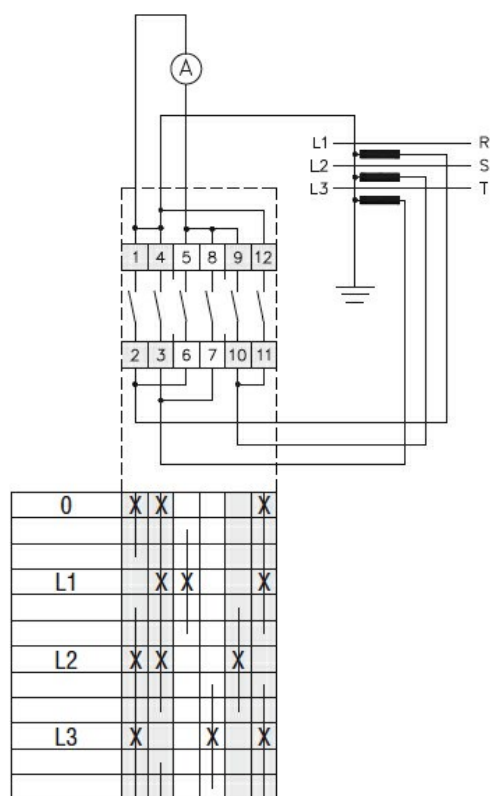 A
L1 R
L2 S
L3 T
1 4 5 8 9 12
2 3 6 7 10 11
0 X X X
L1 X X X
L2 X X X
L3 X X X